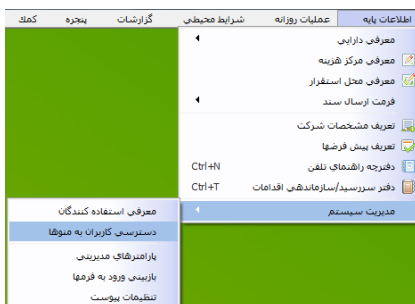 اطلاعات پایه عملیات روزانه شرایط محیطی گزارشات پنجره کمک
معرفی دارایی
معرفی مرکز هزینه
معرفی محل استقرار
فرمت ارسال سند
تعریف مشخصات شرکت
تعریف پیش فرضها
دفترچه راهنمای تلفن Ctrl+N
دفتر سررسید/سازماندهی اقدامات Ctrl+T
مدیریت سیستم
معرفی استفاده کنندگان
دسترسی کاربران به منوها
پارامترهای مدیریتی
بازبینی ورود به فرمها
تنظیمات پیوست